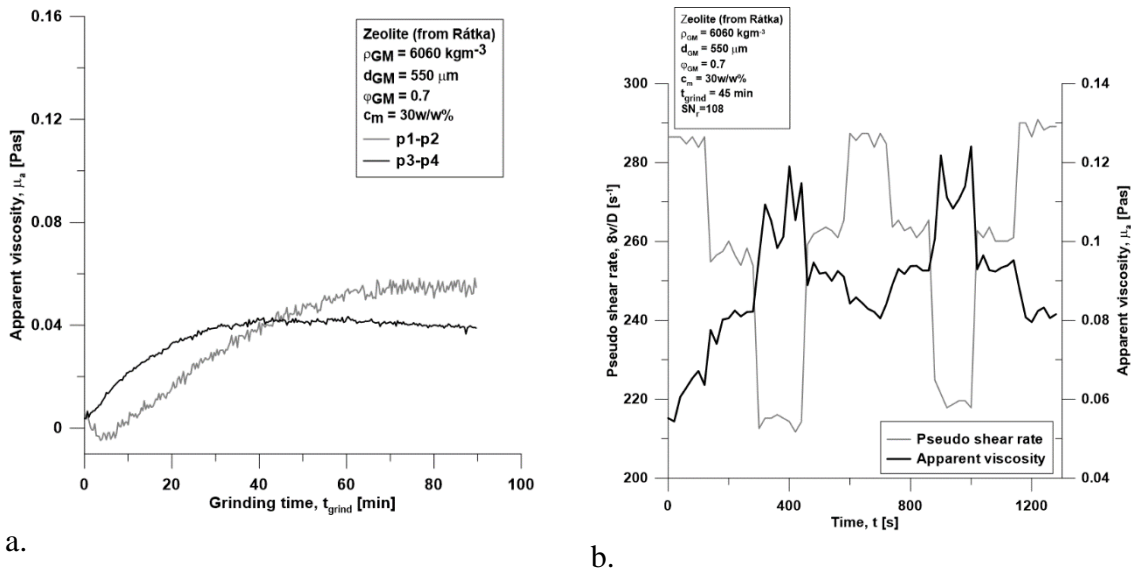 0.16
0.12
0.08
0.04
0
Apparent viscosity, μa [Pas]
Zeolite (from Rátka)
ρGM = 6060 kgm-3
dGM = 550 μm
φGM = 0.7
cm = 30w/w%
p1-p2
p3-p4
0 20 40 60 80 100
Grinding time, tgrind [min]
a.
Zeolite (from Rátka)
ρGM = 6060 kgm-3
dGM = 550 μm
φGM = 0.7
cm = 30w/w%
tgrind = 45 min
SNr=108
300
290
280
260
240
220
200
Pseudo shear rate, 8v/D [s-1]
0.14
0.12
0.1
0.08
0.06
0.04
Apparent viscosity, μa [Pas]
Pseudo shear rate
Apparent viscosity
0 400 800 1200
Time, t [s]
b.